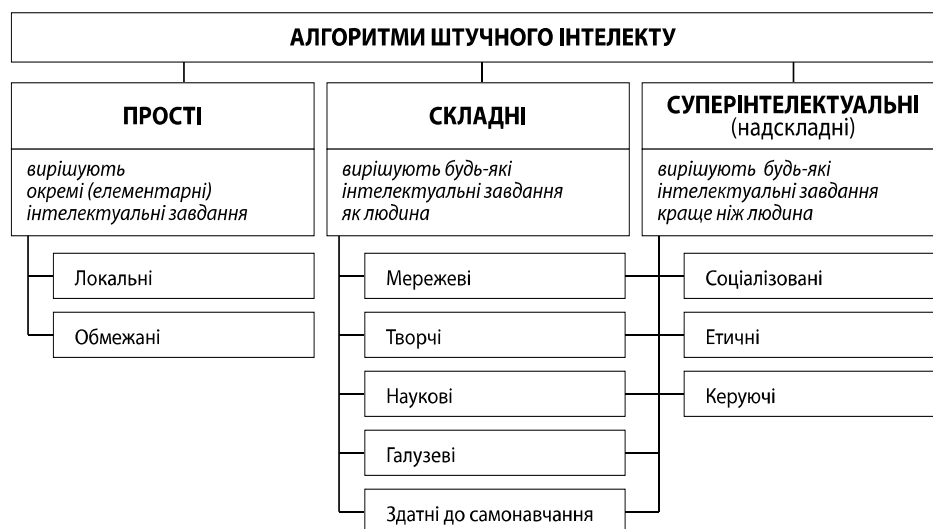 АЛГОРИТМИ ШТУЧНОГО ІНТЕЛЕКТУ
ПРОСТІ
вирішують
окремі (елементарні)
інтелектуальні завдання
Локальні
Обмежані
СКЛАДНІ
вирішують будь-які
інтелектуальні завдання
як людина
Мережеві
Творчі
Наукові
Галузеві
Здатні до самонавчання
СУПЕРІНТЕЛЕКТУАЛЬНІ
(надскладні)
вирішують будь-які
інтелектуальні завдання
краще ніж людина
Соціалізовані
Етичні
Керуючі